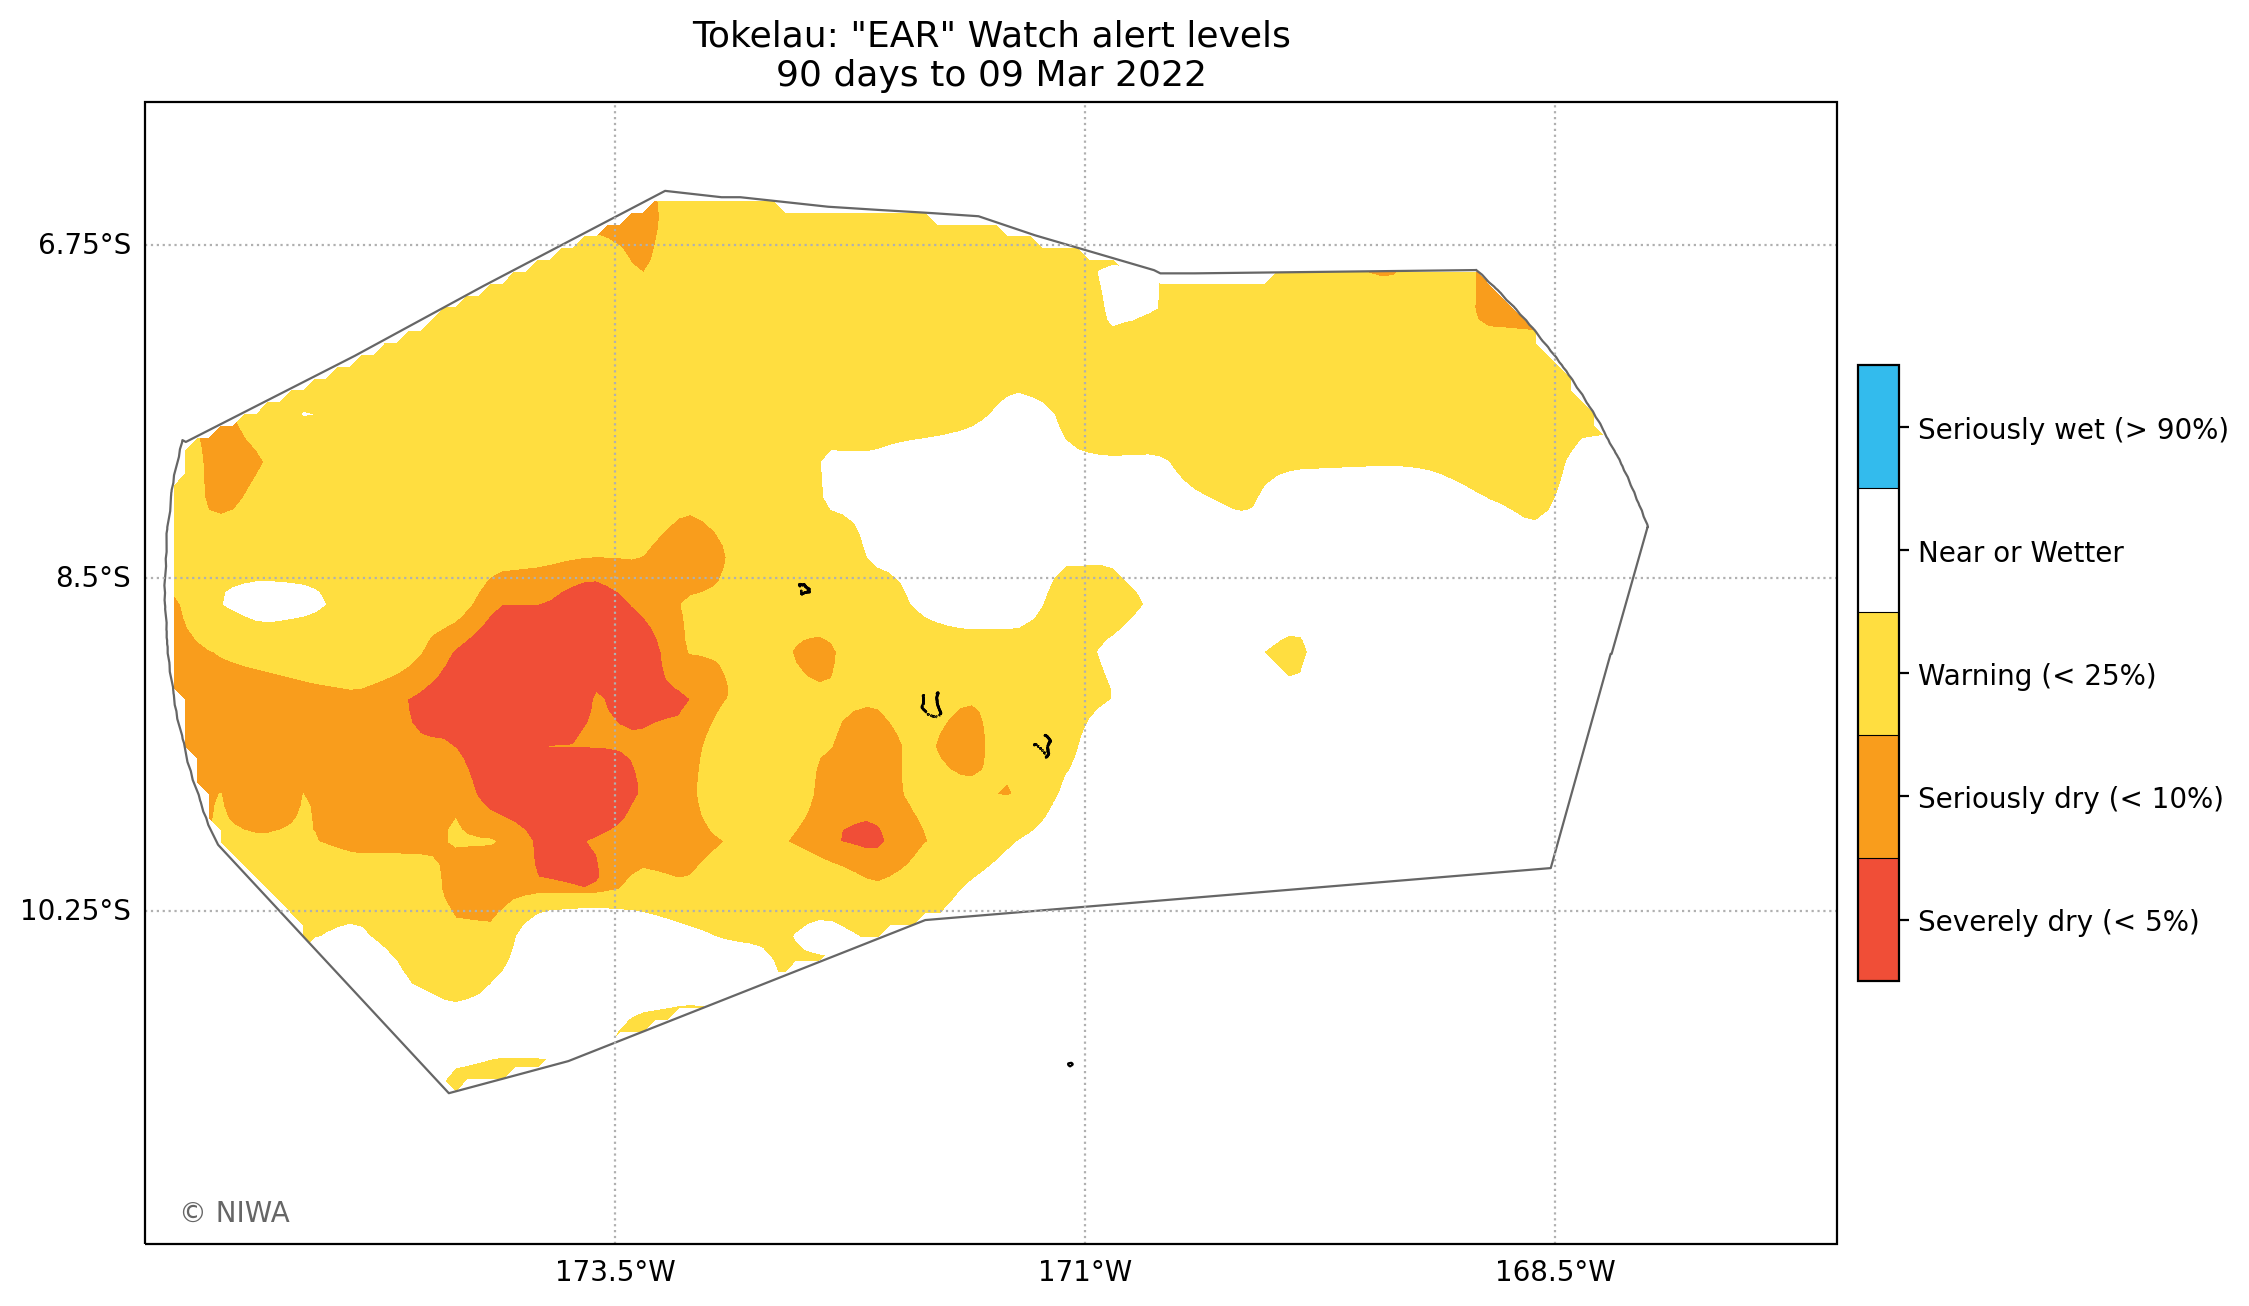 Tokelau: "EAR" Watch alert levels
90 days to 09 Mar 2022
6.75°S
8.5°S
10.25°S
173.5°W
171°W
168.5°W
Seriously wet (> 90%)
Near or Wetter
Warning (< 25%)
Seriously dry (< 10%)
Severely dry (< 5%)
© NIWA